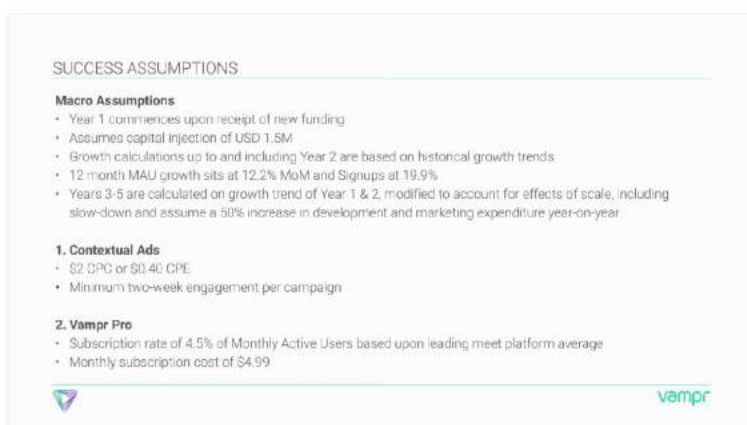 SUCCESS ASSUMPTIONS
Macro Assumptions
• Year 1 commences upon receipt of new funding
• Assumes capital injection of USD 1.5M
• Growth calculations up to and including Year 2 are based on historical growth trends
• 12 month MAU growth sits at 12.2% MoM and Signups at 19.9%
• Years 3-5 are calculated on growth trend of Year 1 & 2, modified to account for effects of scale, including
slow-down and assume a 50% increase in development and marketing expenditure year-on-year
1. Contextual Ads
• $2 CPC or $0.40 CPE
• Minimum two-week engagement per campaign
2. Vampr Pro
• Subscription rate of 4.5% of Monthly Active Users based upon leading meet platform average
• Monthly subscription cost of $4.99
vampr